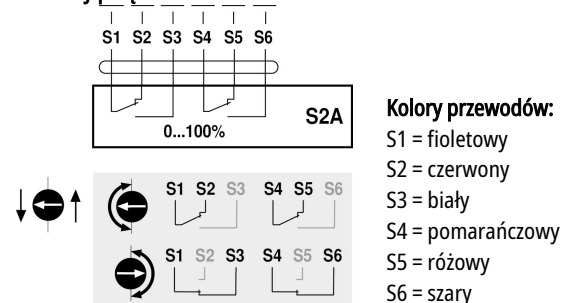 S1 S2 S3 S4 S5 S6
S2A
0...100%
S1 S2 S3 S4 S5 S6
S1 S2 S3 S4 S5 S6
Kolory przewodów:
S1 = fioletowy
S2 = czerwony
S3 = biały
S4 = pomarańczowy
S5 = różowy
S6 = szary